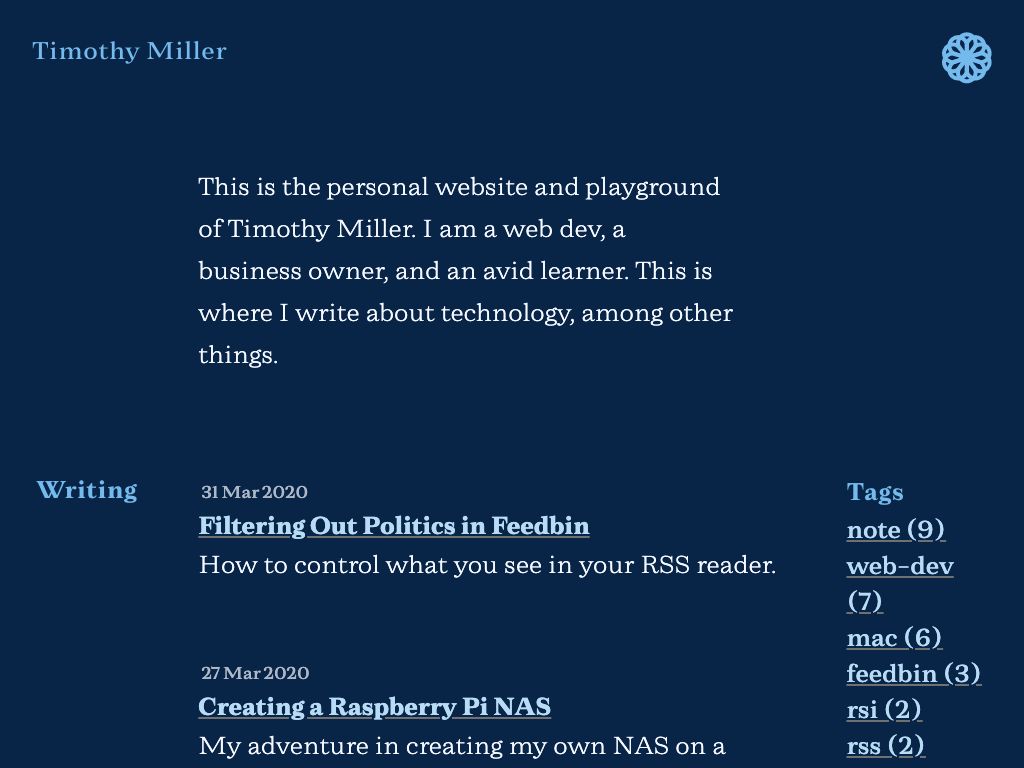 Timothy Miller
This is the personal website and playground
of Timothy Miller. I am a web dev, a
business owner, and an avid learner. This is
where I write about technology, among other
things.
Writing
31 Mar 2020
Filtering Out Politics in Feedbin
How to control what you see in your RSS reader.
27 Mar 2020
Creating a Raspberry Pi NAS
My adventure in creating my own NAS on a
Tags
note (9)
web-dev
(7)
mac (6)
feedbin (3)
rsi (2)
rss (2)